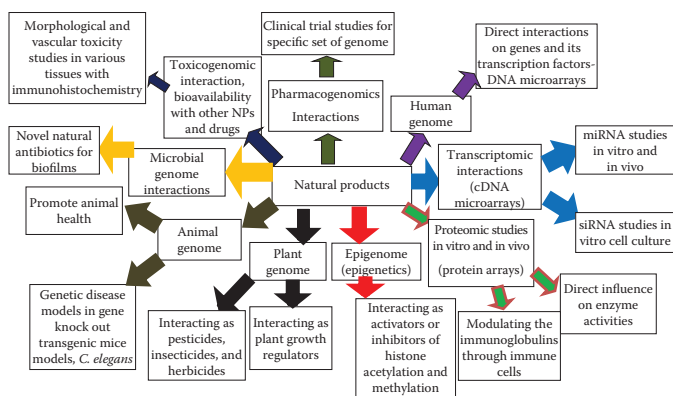 Morphological and
vascular toxicity
studies in various
tissues with
immunohistochemistry
Clinical trial studies for
specific set of genome
Direct interactions
on genes and its
transcription factors-
DNA microarrays
Toxicogenomic
interaction,
bioavailability
with other NPs
and drugs
Pharmacogenomics
Interactions
Human
genome
Novel natural
antibiotics for
biofilms
Microbial
genome
interactions
Natural products
Transcriptomic
interactions
(cDNA
microarrays)
miRNA studies
in vitro and
in vivo
Promote animal
health
Animal
genome
Plant
genome
Epigenome
(epigenetics)
Proteomic studies
in vitro and in vivo
(protein arrays)
siRNA studies in
vitro cell culture
Genetic disease
models in gene
knock out
transgenic mice
models, C. elegans
Interacting as
pesticides,
insecticides, and
herbicides
Interacting as
plant growth
regulators
Interacting as
activators or
inhibitors of
histone
acetylation and
methylation
Modulating the
immunoglobulins
through immune
cells
Direct influence
on enzyme
activities